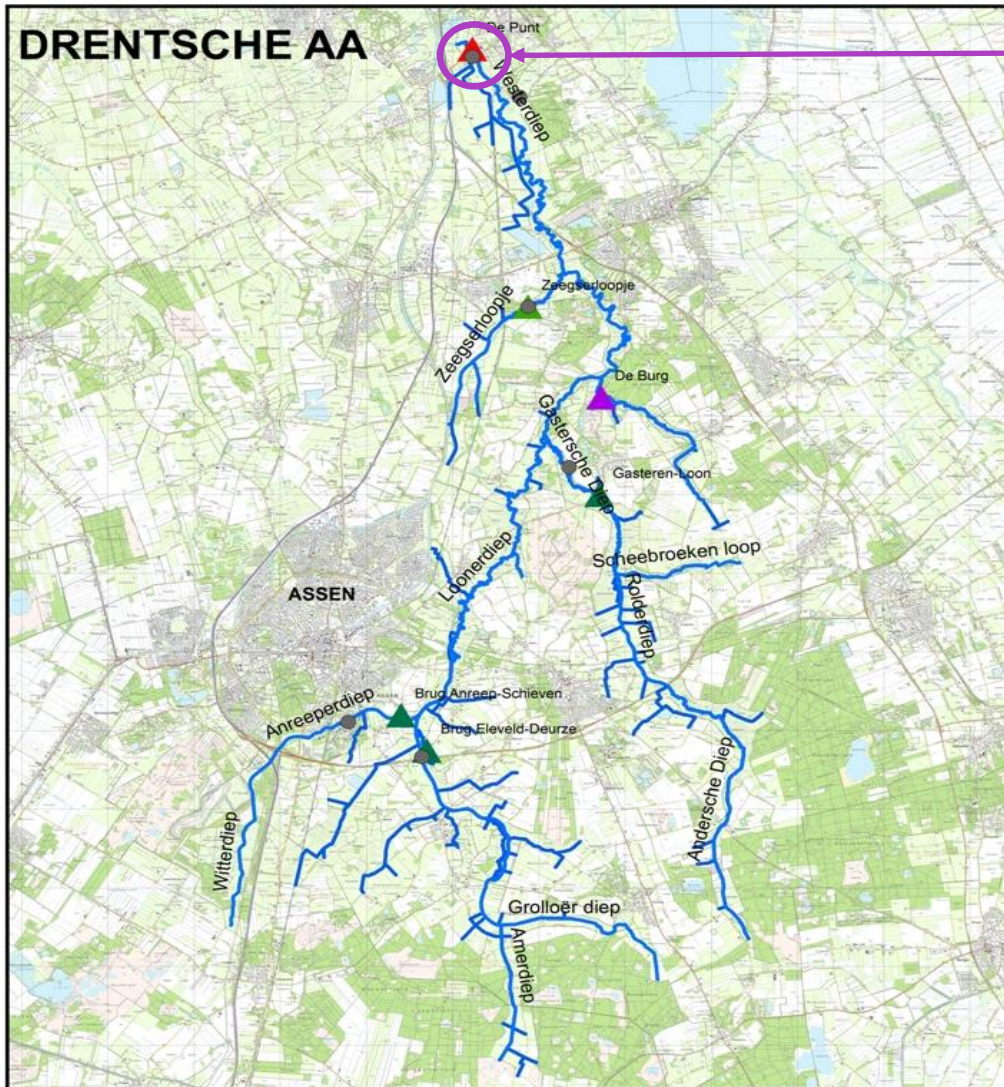 DRENTSCHE AA
De Punt
Westerdiep
Zeegserloopje
Zeegserloopje
De Burg
Gastersche Diep
Gasteren-Loon
Loonerdiep
Scheebroeken loop
ASSEN
Rolderdiep
Brug Anreep-Schieven
Anreeperdiep
Brug Eleveld-Deurze
Andersche Diep
Witterdiep
Grolloër diep
Amerdiep